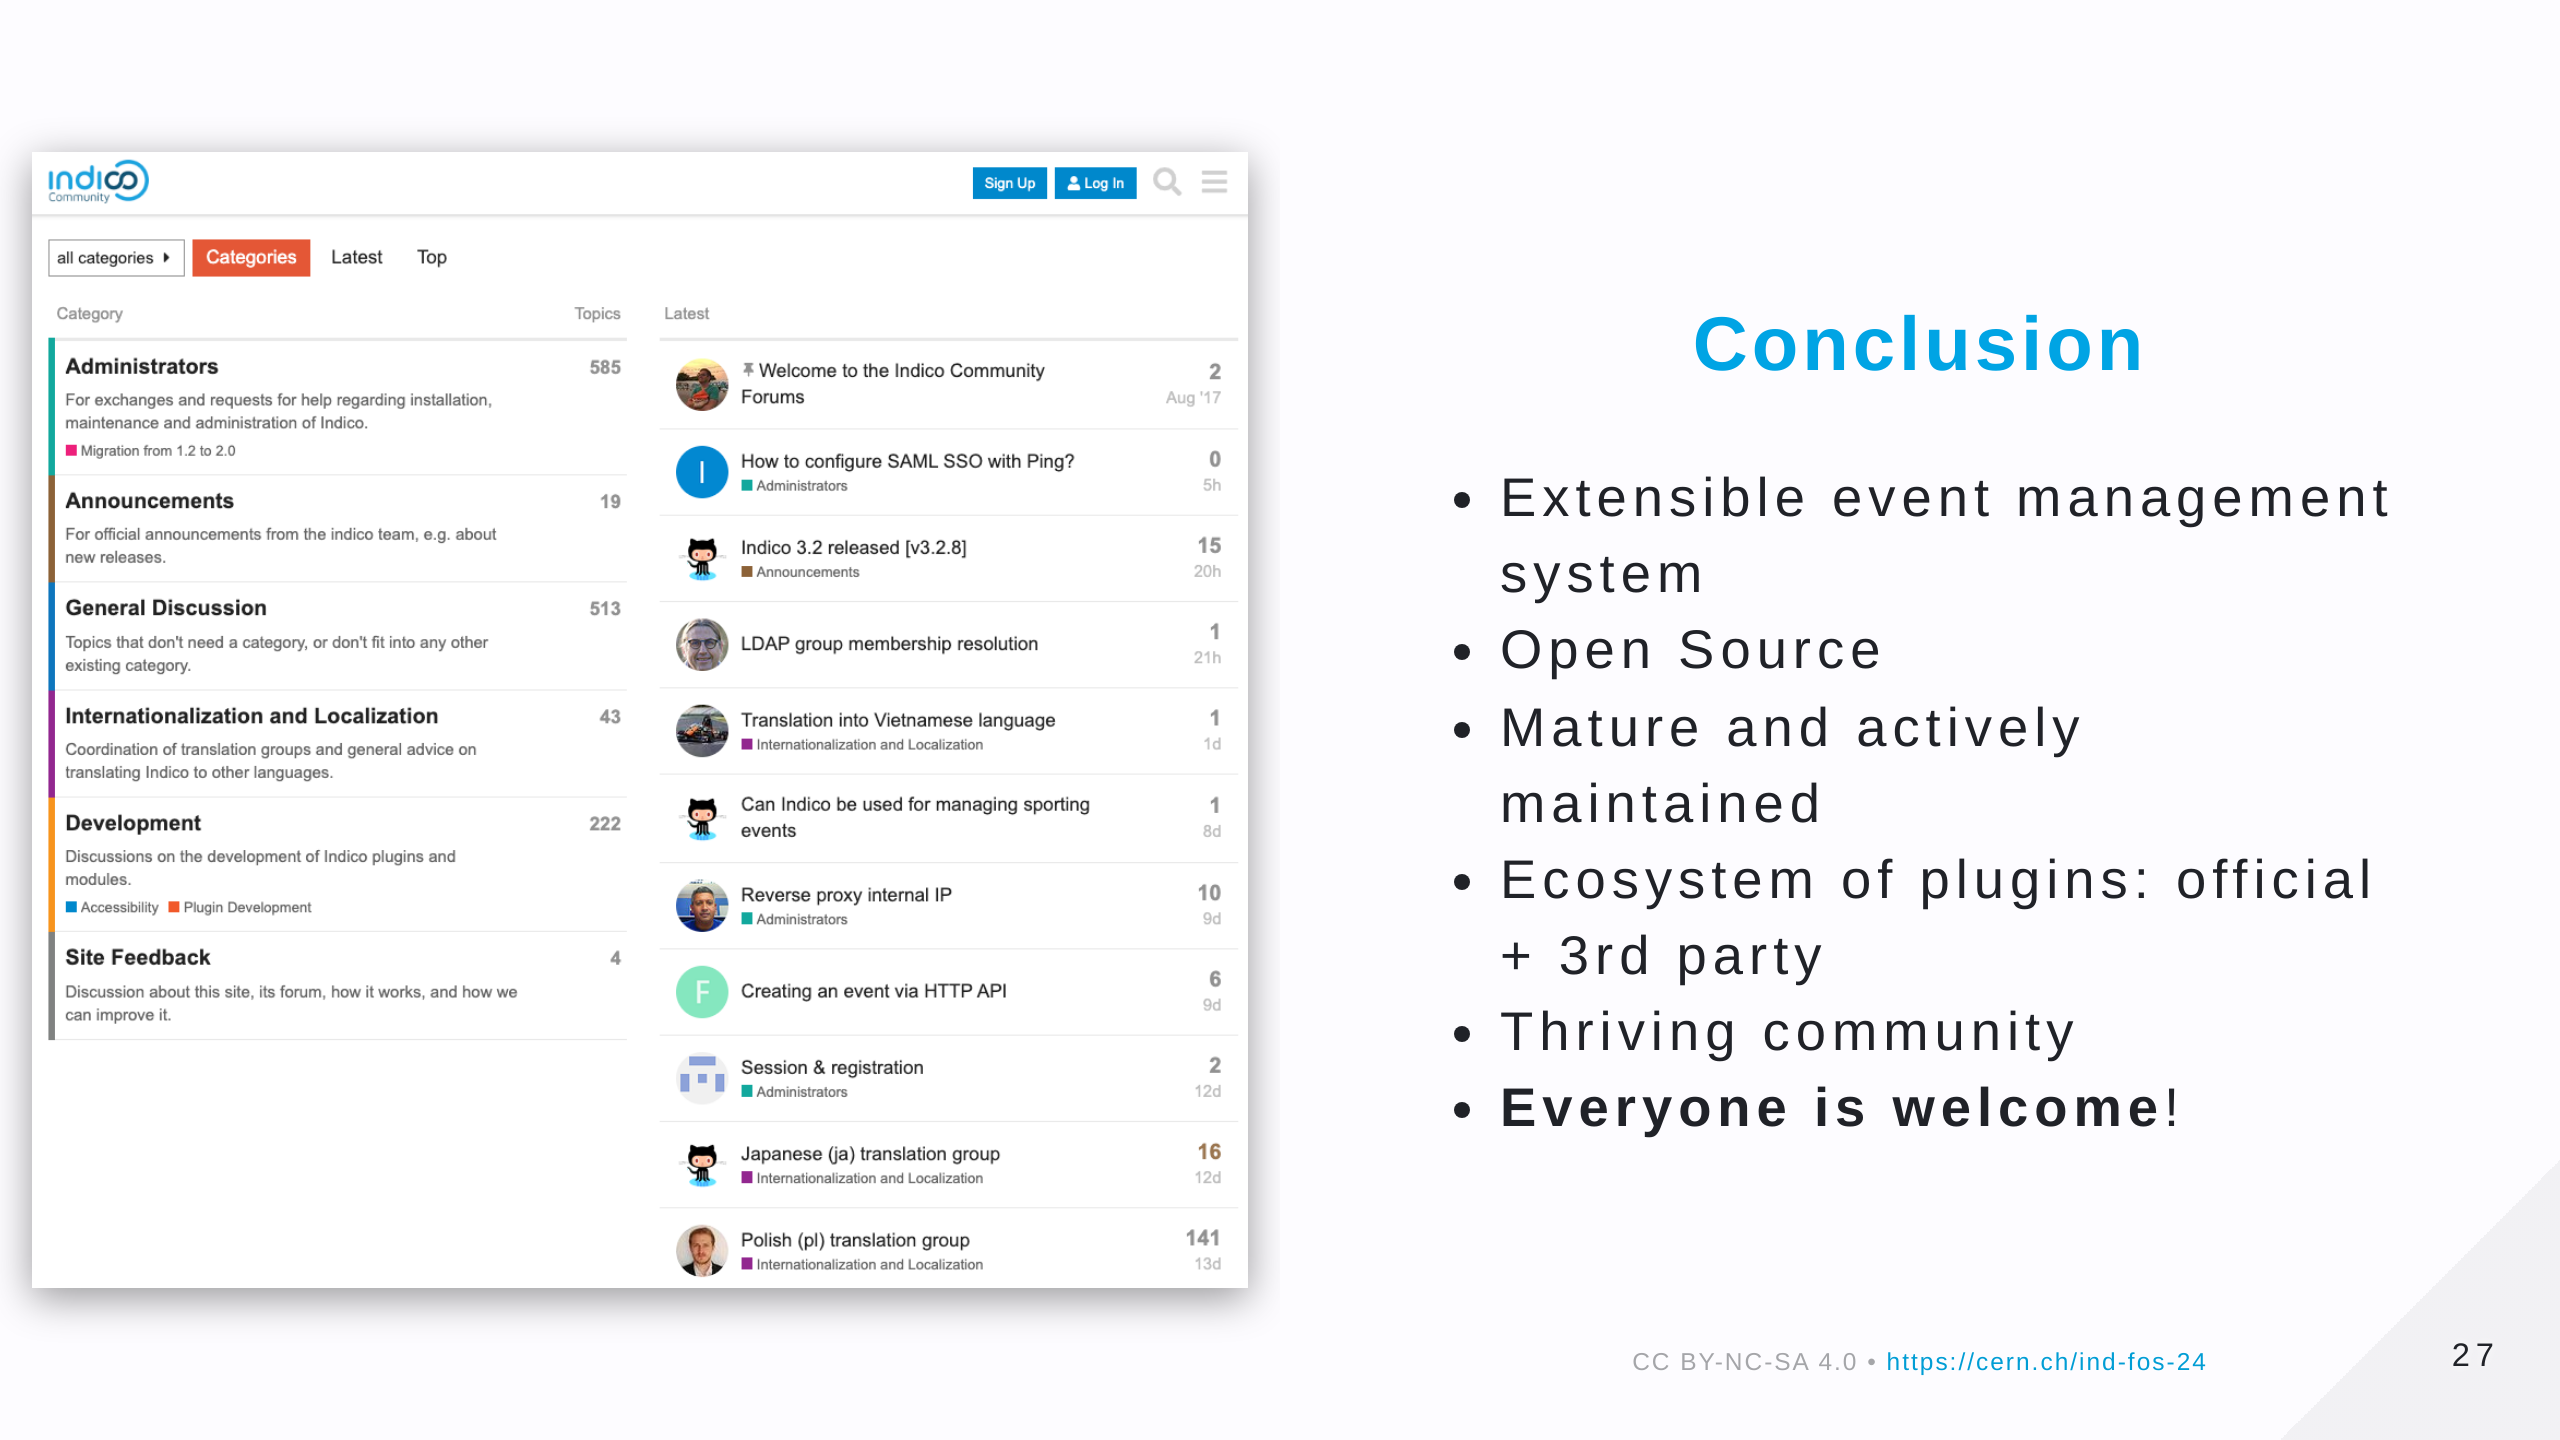 indico
Community
Sign Up
Log In
all categories
Categories
Latest
Top
Category
Topics
Administrators
585
For exchanges and requests for help regarding installation,
maintenance and administration of Indico.
Migration from 1.2 to 2.0
Announcements
19
For official announcements from the indico team, e.g. about
new releases.
General Discussion
513
Topics that don't need a category, or don't fit into any other
existing category.
Internationalization and Localization
43
Coordination of translation groups and general advice on
translating Indico to other languages.
Development
222
Discussions on the development of Indico plugins and
modules.
Accessibility
Plugin Development
Site Feedback
4
Discussion about this site, its forum, how it works, and how we
can improve it.
Latest
Welcome to the Indico Community
Forums
2
Aug '17
I
How to configure SAML SSO with Ping?
Administrators
0
5h
Indico 3.2 released [v3.2.8]
Announcements
15
20h
LDAP group membership resolution
1
21h
Translation into Vietnamese language
Internationalization and Localization
1
1d
Can Indico be used for managing sporting
events
1
8d
Reverse proxy internal IP
Administrators
10
9d
F
Creating an event via HTTP API
6
9d
Session & registration
Administrators
2
12d
Japanese (ja) translation group
Internationalization and Localization
16
12d
Polish (pl) translation group
Internationalization and Localization
141
13d
Conclusion
• Extensible event management
system
• Open Source
• Mature and actively
maintained
• Ecosystem of plugins: official
+ 3rd party
• Thriving community
• Everyone is welcome!
CC BY-NC-SA 4.0 • https://cern.ch/ind-fos-24
27